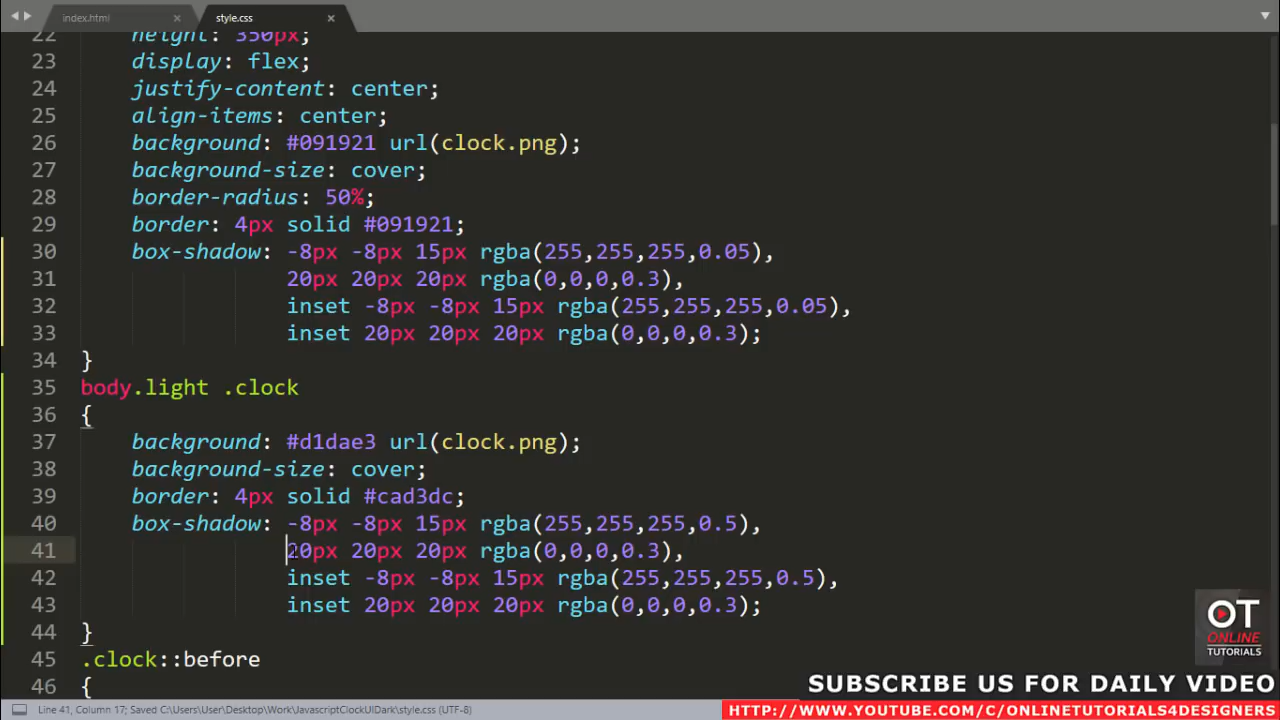 index.html × style.css ×
22 height: 350px;
23 display: flex;
24 justify-content: center;
25 align-items: center;
26 background: #091921 url(clock.png);
27 background-size: cover;
28 border-radius: 50%;
29 border: 4px solid #091921;
30 box-shadow: -8px -8px 15px rgba(255,255,255,0.05),
31 20px 20px 20px rgba(0,0,0,0.3),
32 inset -8px -8px 15px rgba(255,255,255,0.05),
33 inset 20px 20px 20px rgba(0,0,0,0.3);
34 }
35 body.light .clock
36 {
37 background: #d1dae3 url(clock.png);
38 background-size: cover;
39 border: 4px solid #cad3dc;
40 box-shadow: -8px -8px 15px rgba(255,255,255,0.5),
41 20px 20px 20px rgba(0,0,0,0.3),
42 inset -8px -8px 15px rgba(255,255,255,0.5),
43 inset 20px 20px 20px rgba(0,0,0,0.3);
44 }
45 .clock::before
46 {
OT
ONLINE
TUTORIALS
SUBSCRIBE US FOR DAILY VIDEO
Line 41, Column 17; Saved C:\Users\User\Desktop\Work\JavascriptClockUIDark\style.css (UTF-8)
HTTP://WWW.YOUTUBE.COM/C/ONLINETUTORIALS4DESIGNERS